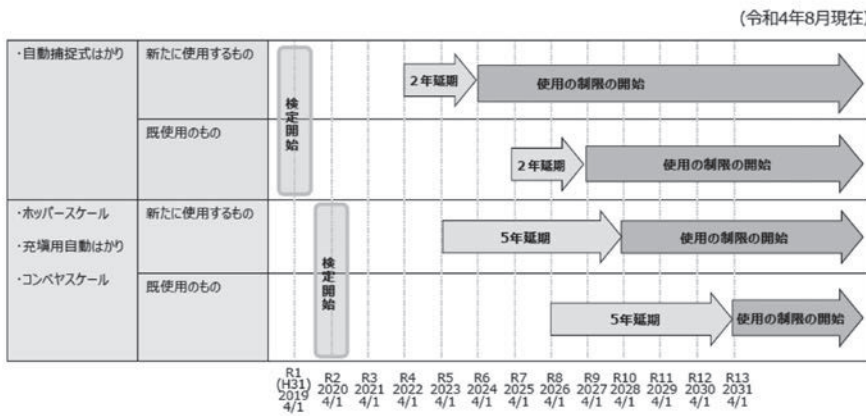 (令和4年8月現在)
・自動捕捉式はかり
新たに使用するもの
検定開始
2年延期
使用の制限の開始
既使用のもの
2年延期
使用の制限の開始
・ホッパースケール
・充塡用自動はかり
・コンベヤスケール
新たに使用するもの
検定開始
5年延期
使用の制限の開始
既使用のもの
5年延期
使用の制限の開始
R1 R2 R3 R4 R5 R6 R7 R8 R9 R10 R11 R12 R13
(H31) 2020 2021 2022 2023 2024 2025 2026 2027 2028 2029 2030 2031
2019 4/1 4/1 4/1 4/1 4/1 4/1 4/1 4/1 4/1 4/1 4/1 4/1
4/1